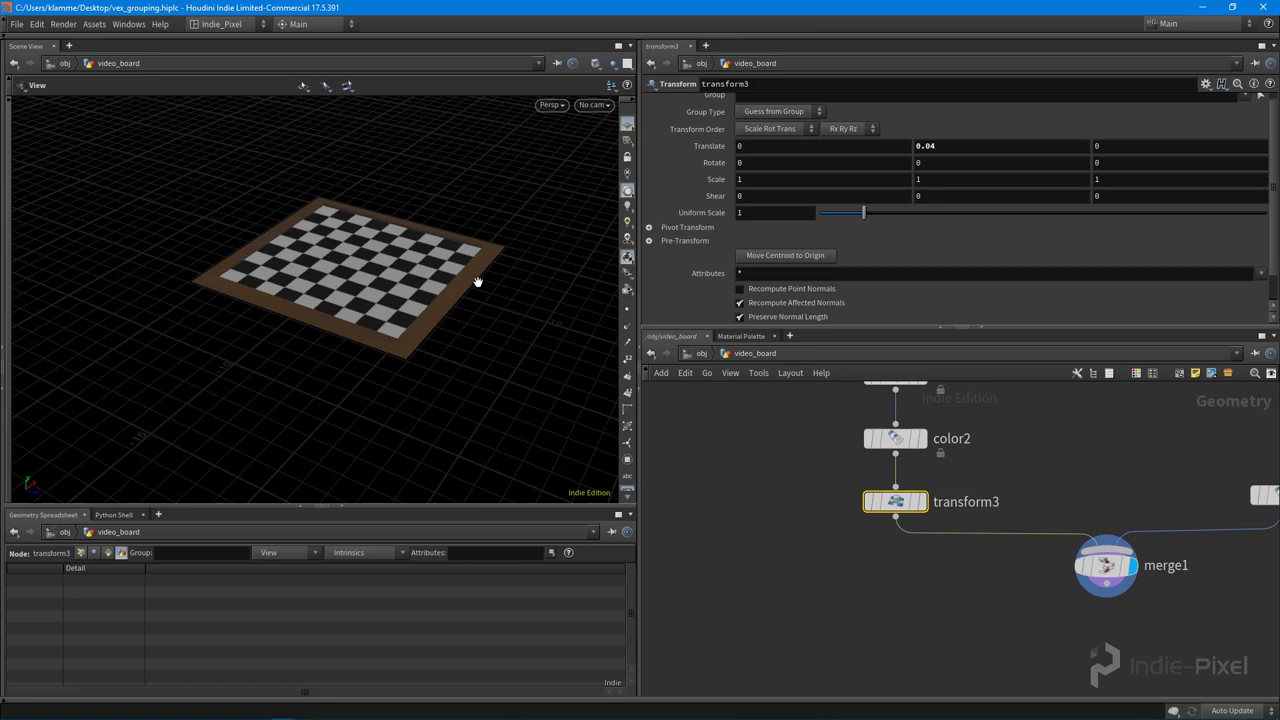 C:/Users/klamme/Desktop/vex_grouping.hiplc - Houdini Indie Limited-Commercial 17.5.391
File Edit Render Assets Windows Help Indie_Pixel Main Main
Scene View
obj video_board
View
Persp No cam
Indie Edition
Geometry Spreadsheet Python Shell
obj video_board
Node: transform3 Group: View Intrinsics Attributes:
Detail
Indie
transform3
obj video_board
Transform transform3
Group
Group Type Guess from Group
Transform Order Scale Rot Trans Rx Ry Rz
Translate 0 0.04 0
Rotate 0 0 0
Scale 1 1 1
Shear 0 0 0
Uniform Scale 1
Pivot Transform
Pre-Transform
Move Centroid to Origin
Attributes *
Recompute Point Normals
Recompute Affected Normals
Preserve Normal Length
/obj/video_board Material Palette
obj video_board
Add Edit Go View Tools Layout Help
Indie Edition
Geometry
color2
transform3
merge1
Indie-Pixel
Auto Update